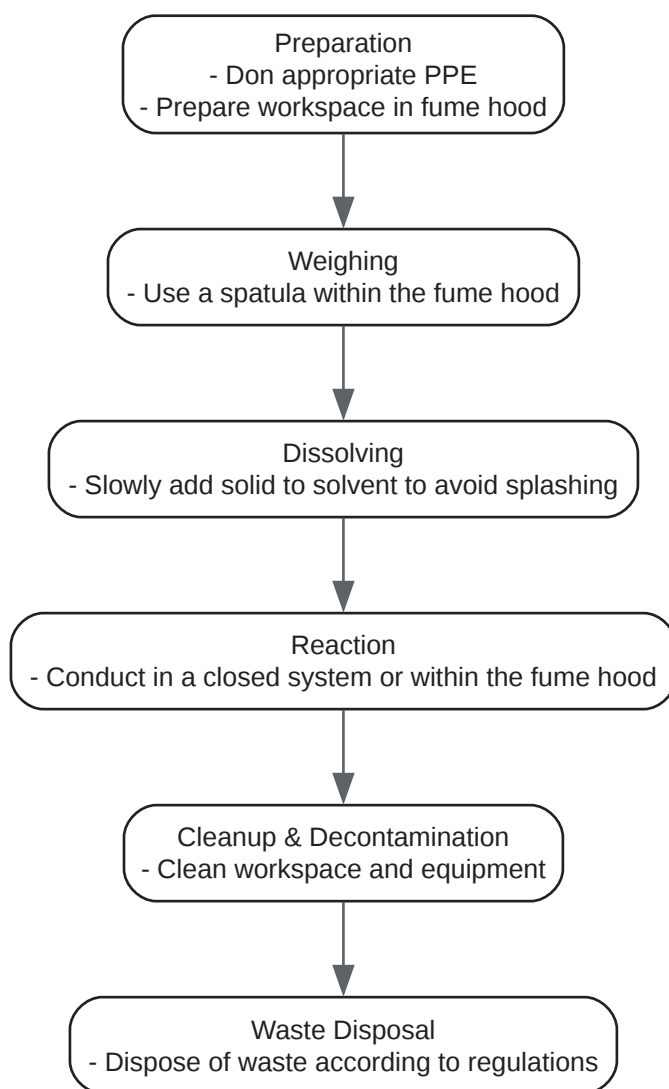 Preparation
- Don appropriate PPE
- Prepare workspace in fume hood
Weighing
- Use a spatula within the fume hood
Dissolving
- Slowly add solid to solvent to avoid splashing
Reaction
- Conduct in a closed system or within the fume hood
Cleanup & Decontamination
- Clean workspace and equipment
Waste Disposal
- Dispose of waste according to regulations